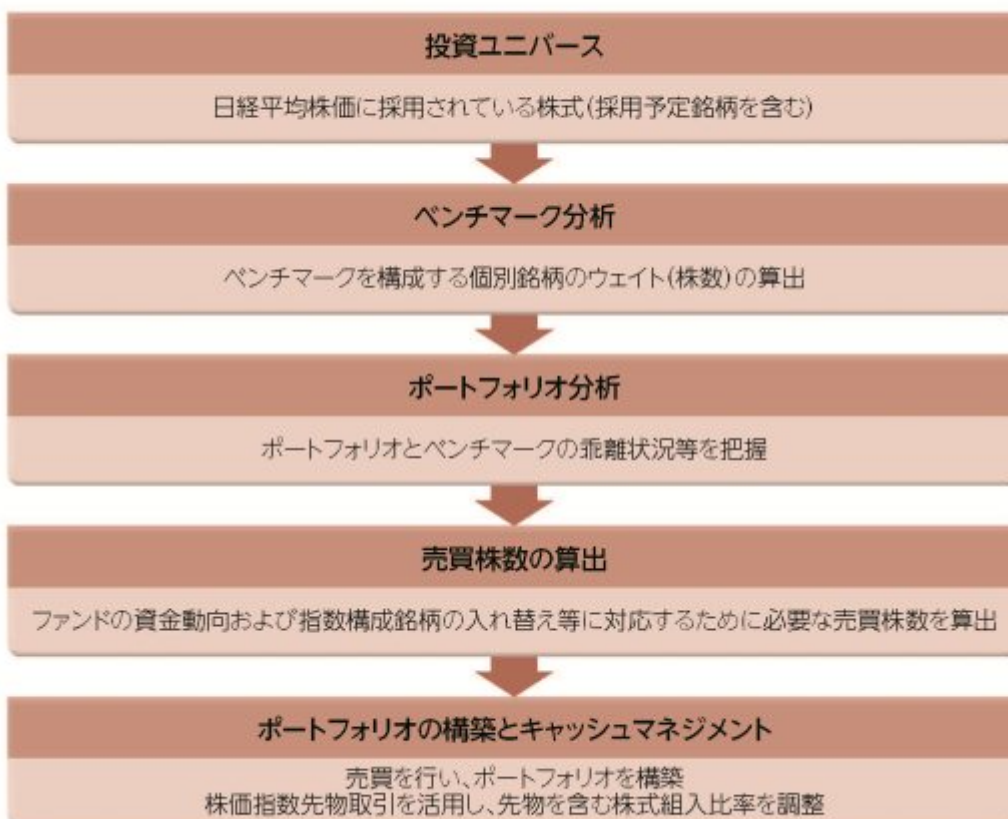 投資ユニバース
日経平均株価に採用されている株式(採用予定銘柄を含む)
ベンチマーク分析
ベンチマークを構成する個別銘柄のウェイト(株数)の算出
ポートフォリオ分析
ポートフォリオとベンチマークの乖離状況等を把握
売買株数の算出
ファンドの資金動向および指数構成銘柄の入れ替え等に対応するために必要な売買株数を算出
ポートフォリオの構築とキャッシュマネジメント
売買を行い、ポートフォリオを構築
株価指数先物取引を活用し、先物を含む株式組入比率を調整